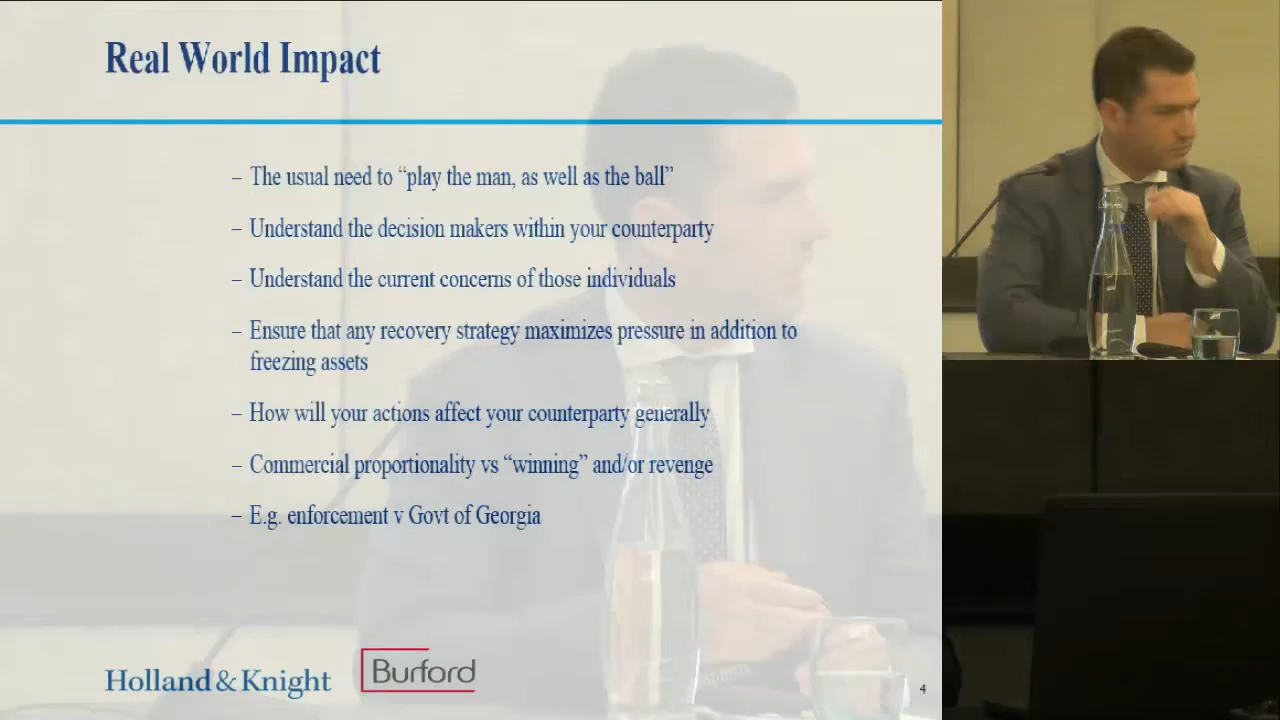 Real World Impact
– The usual need to “play the man, as well as the ball”
– Understand the decision makers within your counterparty
– Understand the current concerns of those individuals
– Ensure that any recovery strategy maximizes pressure in addition to
freezing assets
– How will your actions affect your counterparty generally
– Commercial proportionality vs “winning” and/or revenge
– E.g. enforcement v Govt of Georgia
Holland & Knight
Burford
4